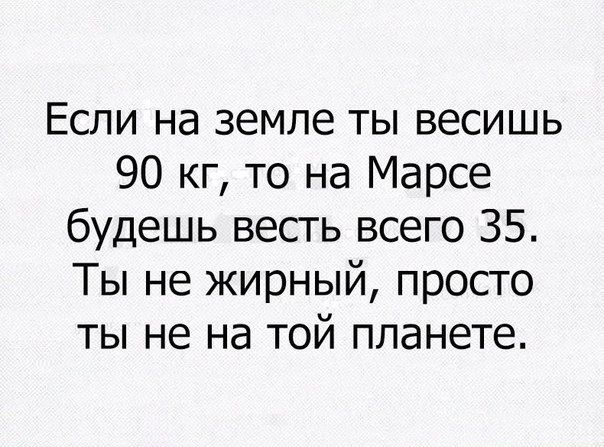 Если на земле ты весишь
90 кг, то на Марсе
будешь весть всего 35.
Ты не жирный, просто
ты не на той планете.